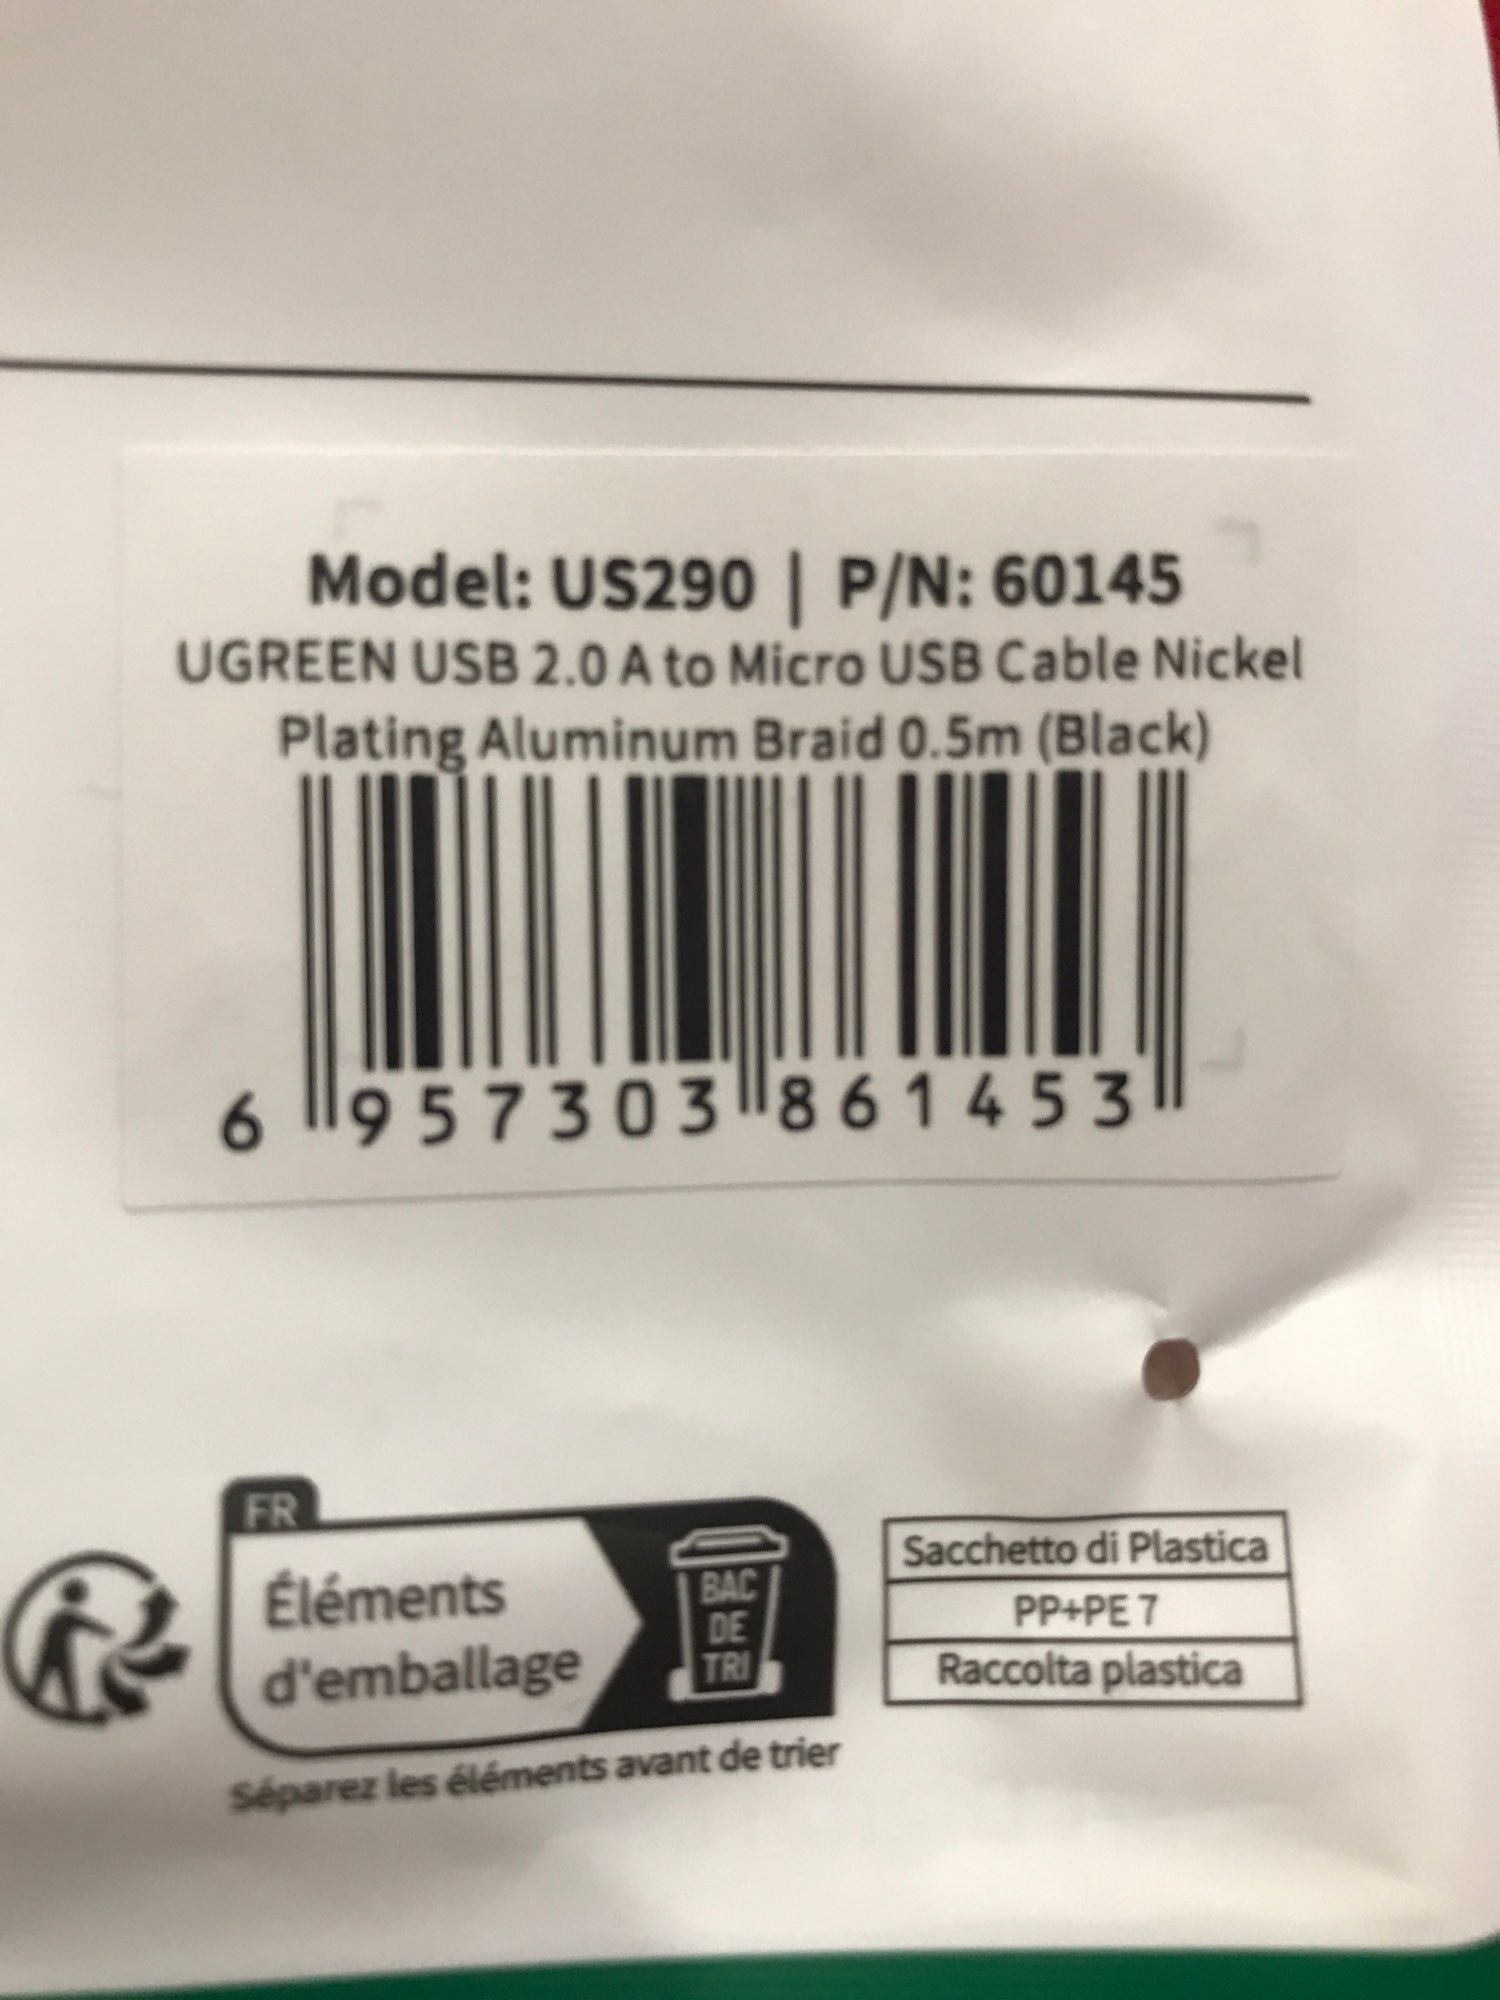 Model: US290 | P/N: 60145
UGREEN USB 2.0 A to Micro USB Cable Nickel
Plating Aluminum Braid 0.5m (Black)
6 957303 861453
FR
Éléments
d'emballage
BAC
DE
TRI
Séparez les éléments avant de trier
Sacchetto di Plastica
PP+PE 7
Raccolta plastica